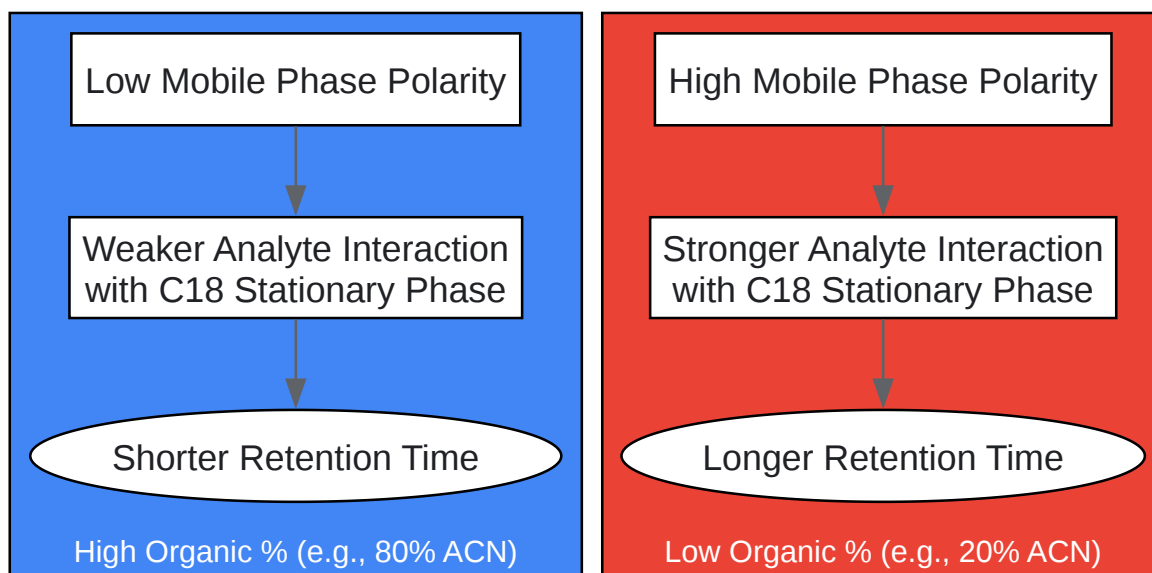 Low Mobile Phase Polarity
Weaker Analyte Interaction
with C18 Stationary Phase
Shorter Retention Time
High Organic % (e.g., 80% ACN)
High Mobile Phase Polarity
Stronger Analyte Interaction
with C18 Stationary Phase
Longer Retention Time
Low Organic % (e.g., 20% ACN)